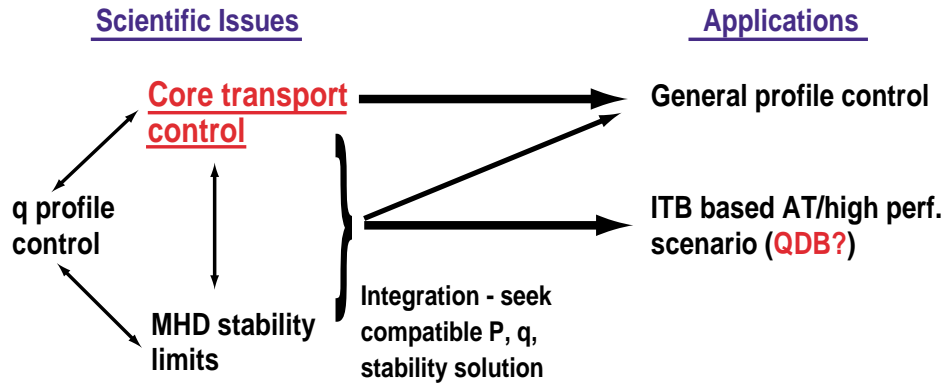 Scientific Issues
Applications
Core transport
control
General profile control
q profile
control
ITB based AT/high perf.
scenario (QDB?)
MHD stability
limits
Integration - seek
compatible P, q,
stability solution